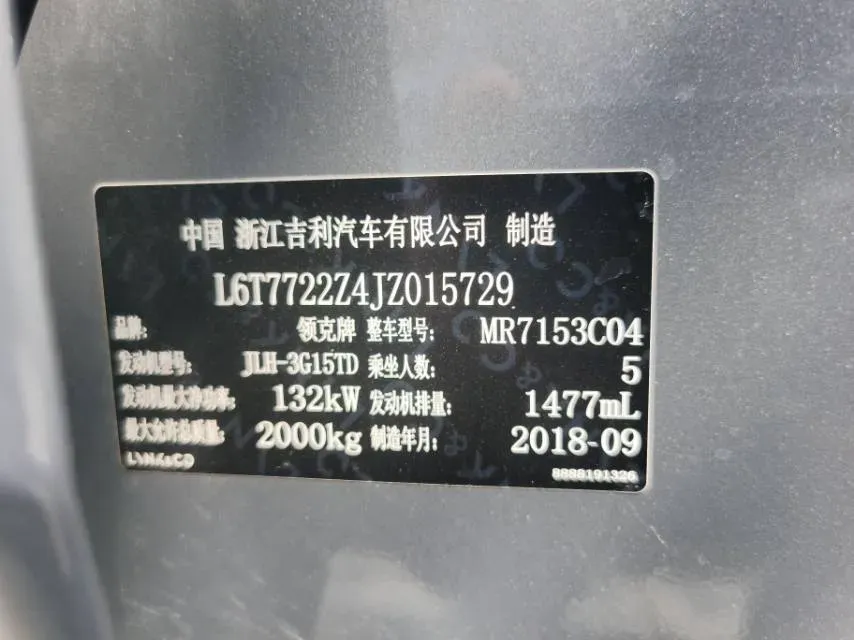 中国 浙江吉利汽车有限公司 制造
L6T7722Z4JZ015729
品牌: 领克牌 整车型号: MR7153C04
发动机型号: JLH-3G15TD 乘坐人数: 5
发动机最大净功率: 132kW 发动机排量: 1477mL
最大允许总质量: 2000kg 制造年月: 2018-09
LYNK&CO 8888191326